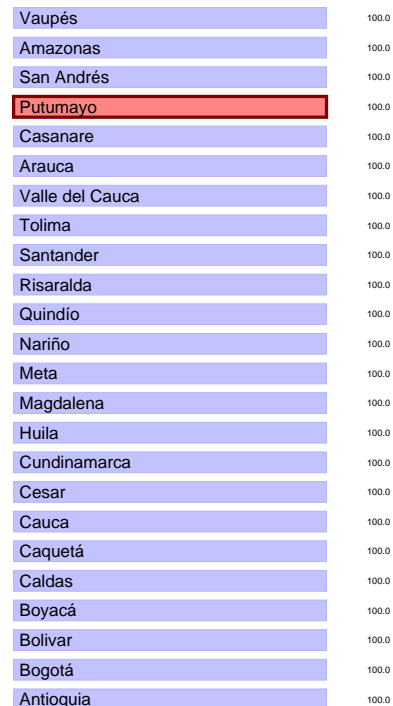 Vaupés 100.0
Amazonas 100.0
San Andrés 100.0
Putumayo 100.0
Casanare 100.0
Arauca 100.0
Valle del Cauca 100.0
Tolima 100.0
Santander 100.0
Risaralda 100.0
Quindío 100.0
Nariño 100.0
Meta 100.0
Magdalena 100.0
Huila 100.0
Cundinamarca 100.0
Cesar 100.0
Cauca 100.0
Caquetá 100.0
Caldas 100.0
Boyacá 100.0
Bolivar 100.0
Bogotá 100.0
Antioquia 100.0